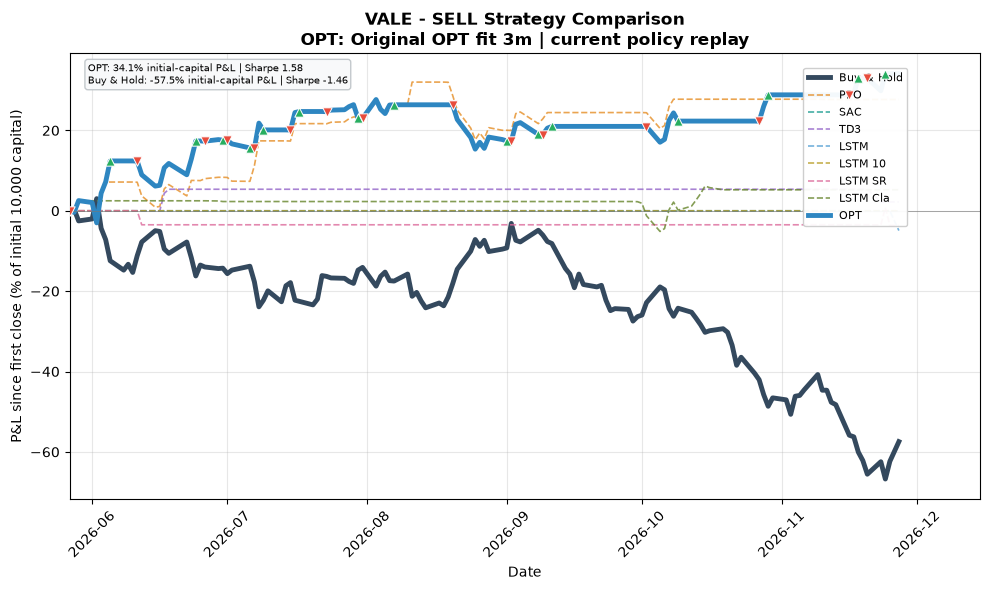 VALE - SELL Strategy Comparison
OPT: Original OPT fit 3m | current policy replay
OPT: 34.1% initial-capital P&L | Sharpe 1.58
Buy & Hold: -57.5% initial-capital P&L | Sharpe -1.46
Buy & Hold
PPO
SAC
TD3
LSTM
LSTM 10
LSTM SR
LSTM Cla
OPT
P&L since first close (% of initial 10,000 capital)
20
0
−20
−40
−60
2026-06
2026-07
2026-08
2026-09
2026-10
2026-11
2026-12
Date